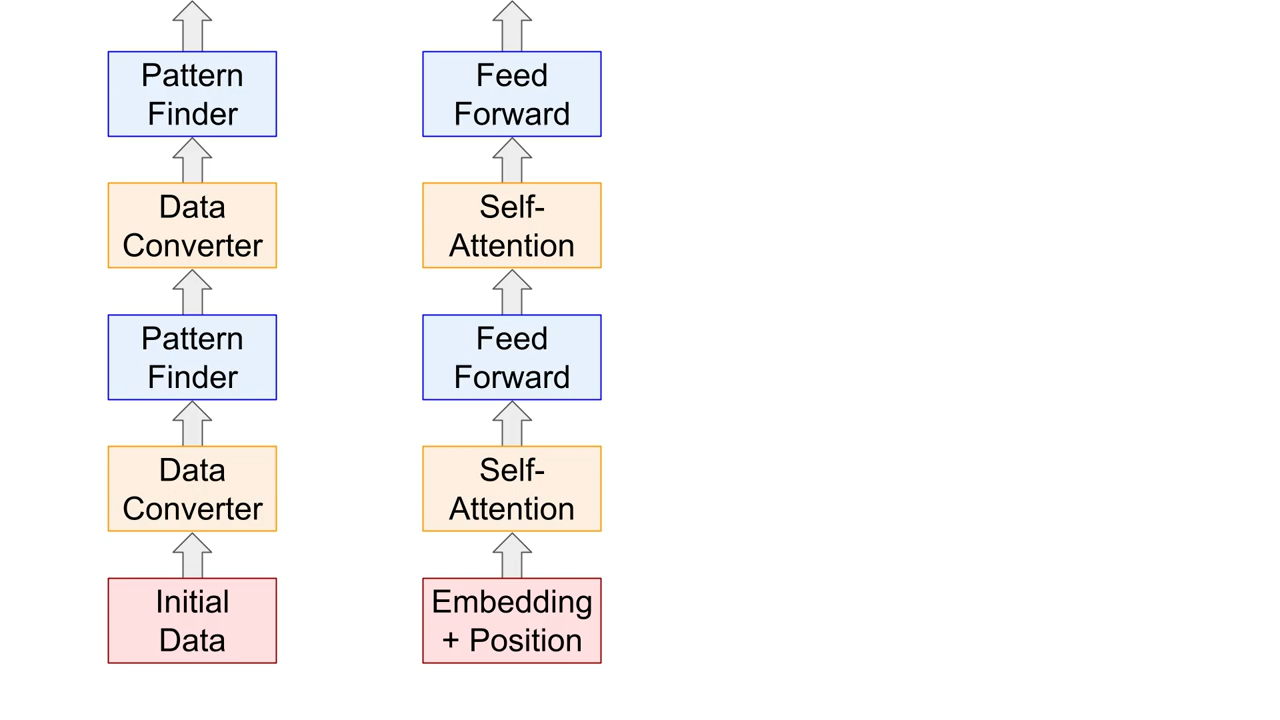 Pattern
Finder
Data
Converter
Pattern
Finder
Data
Converter
Initial
Data
Feed
Forward
Self-
Attention
Feed
Forward
Self-
Attention
Embedding
+ Position